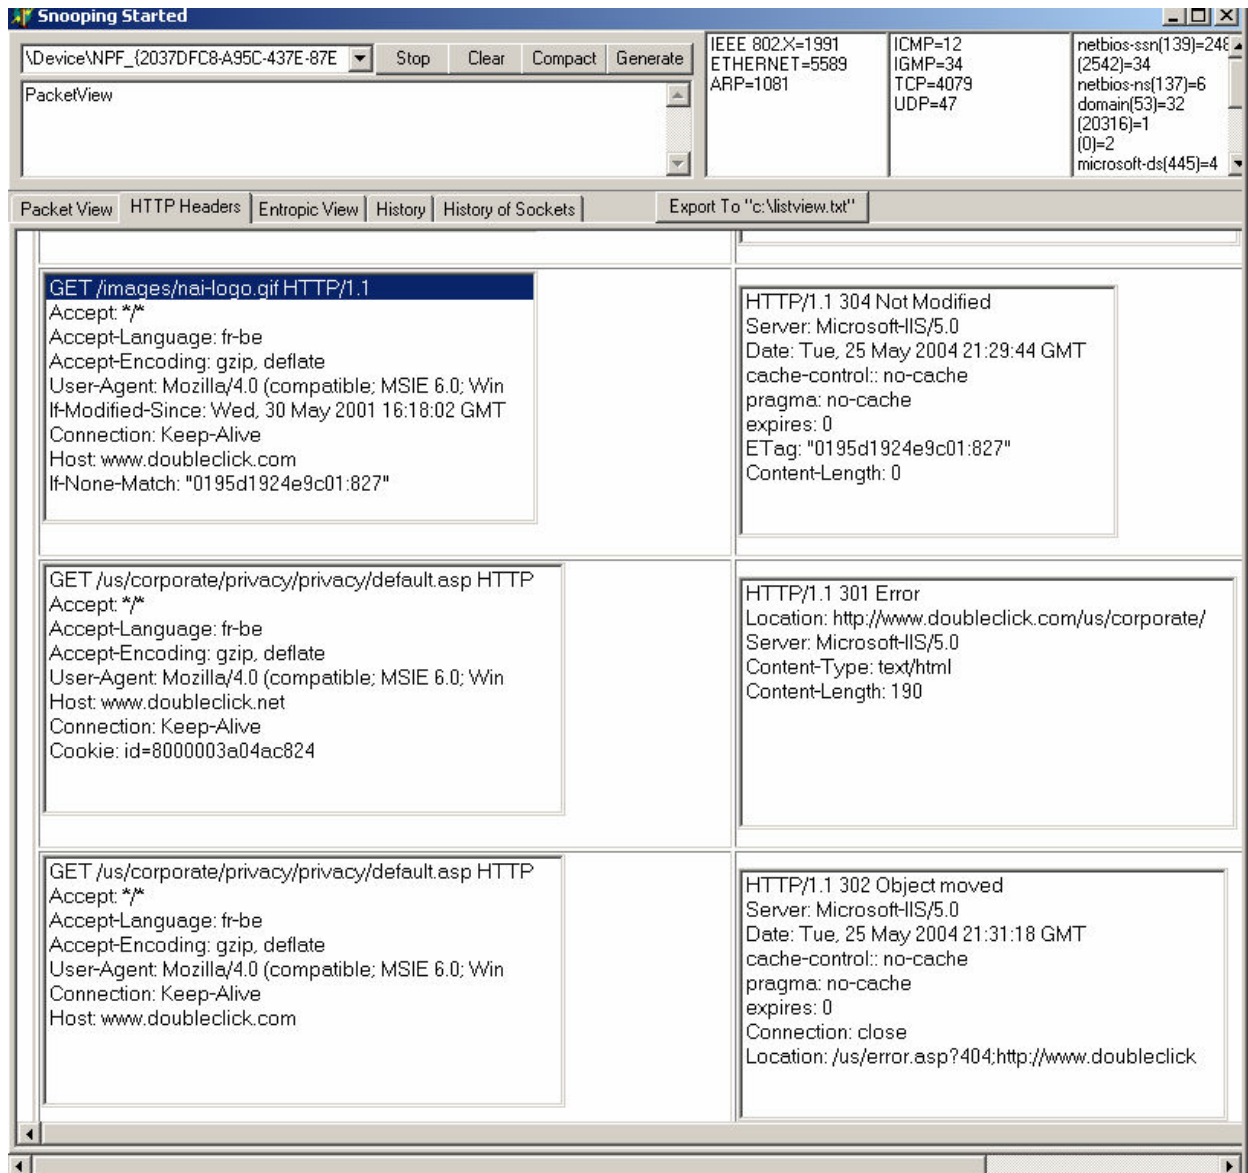 Snooping Started
\Device\NPF_{2037DFC8-A95C-437E-87E
Stop
Clear
Compact
Generate
PacketView
IEEE 802.X=1991
ETHERNET=5589
ARP=1081
ICMP=12
IGMP=34
TCP=4079
UDP=47
netbios-ssn(139)=248
(2542)=34
netbios-ns(137)=6
domain(53)=32
(20316)=1
(0)=2
microsoft-ds(445)=4
Packet View
HTTP Headers
Entropic View
History
History of Sockets
Export To "c:\listview.txt"
GET /images/nai-logo.gif HTTP/1.1
Accept: */*
Accept-Language: fr-be
Accept-Encoding: gzip, deflate
User-Agent: Mozilla/4.0 (compatible; MSIE 6.0; Win
If-Modified-Since: Wed, 30 May 2001 16:18:02 GMT
Connection: Keep-Alive
Host: www.doubleclick.com
If-None-Match: "0195d1924e9c01:827"
HTTP/1.1 304 Not Modified
Server: Microsoft-IIS/5.0
Date: Tue, 25 May 2004 21:29:44 GMT
cache-control:: no-cache
pragma: no-cache
expires: 0
ETag: "0195d1924e9c01:827"
Content-Length: 0
GET /us/corporate/privacy/privacy/default.asp HTTP
Accept: */*
Accept-Language: fr-be
Accept-Encoding: gzip, deflate
User-Agent: Mozilla/4.0 (compatible; MSIE 6.0; Win
Host: www.doubleclick.net
Connection: Keep-Alive
Cookie: id=8000003a04ac824
HTTP/1.1 301 Error
Location: http://www.doubleclick.com/us/corporate/
Server: Microsoft-IIS/5.0
Content-Type: text/html
Content-Length: 190
GET /us/corporate/privacy/privacy/default.asp HTTP
Accept: */*
Accept-Language: fr-be
Accept-Encoding: gzip, deflate
User-Agent: Mozilla/4.0 (compatible; MSIE 6.0; Win
Connection: Keep-Alive
Host: www.doubleclick.com
HTTP/1.1 302 Object moved
Server: Microsoft-IIS/5.0
Date: Tue, 25 May 2004 21:31:18 GMT
cache-control:: no-cache
pragma: no-cache
expires: 0
Connection: close
Location: /us/error.asp?404;http://www.doubleclick